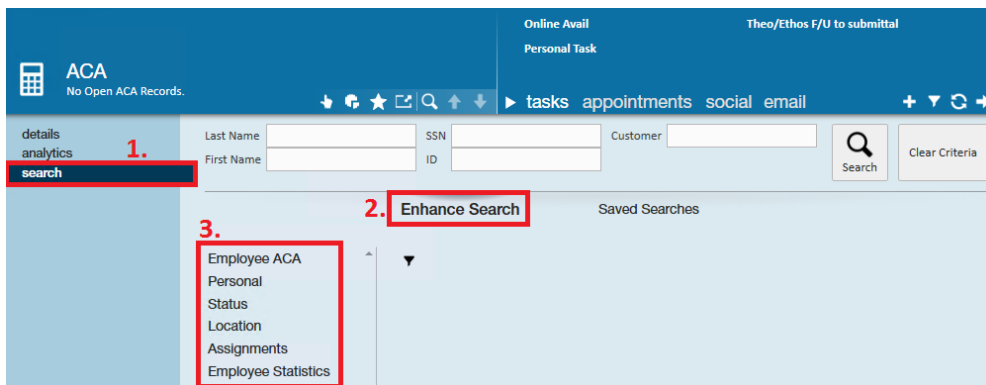 Online Avail
Theo/Ethos F/U to submittal
Personal Task
ACA
No Open ACA Records.
tasks appointments social email
details
analytics
search
1.
Last Name
SSN
Customer
First Name
ID
Search
Clear Criteria
2.
Enhance Search
Saved Searches
3.
Employee ACA
Personal
Status
Location
Assignments
Employee Statistics